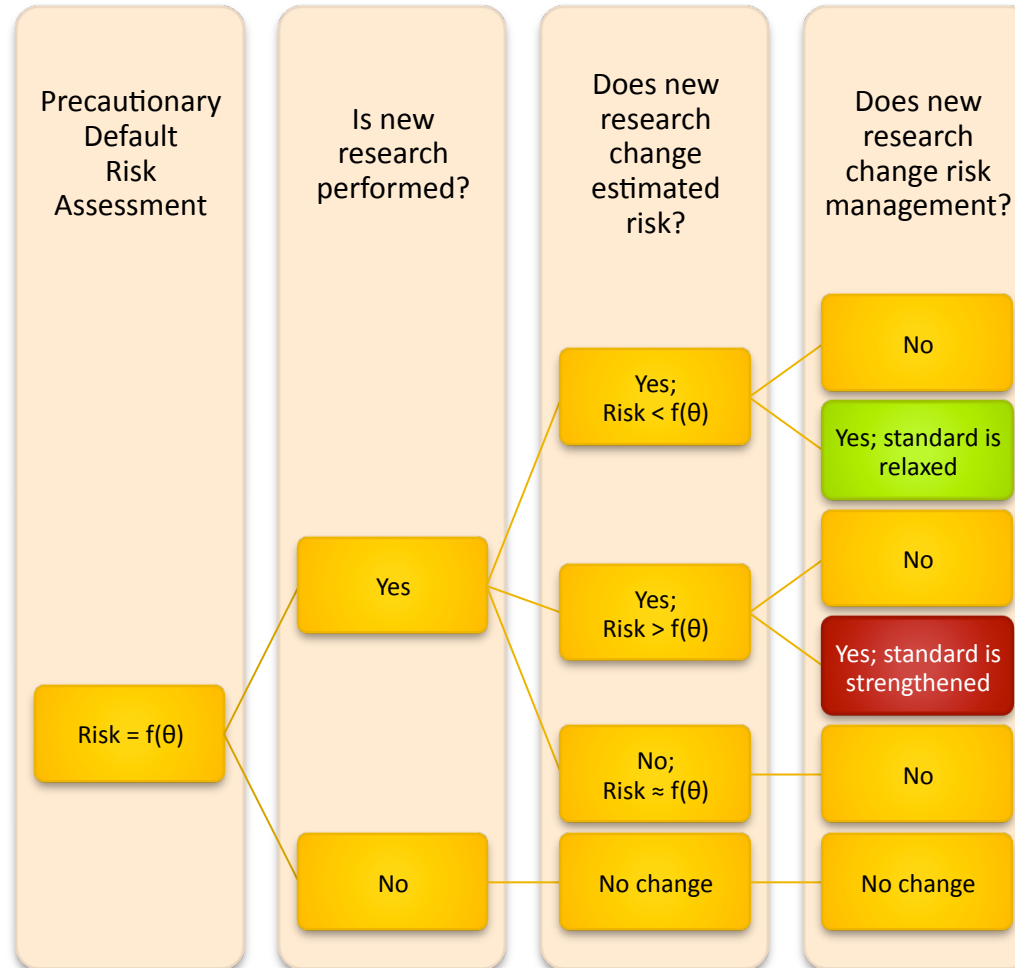 Precautionary
Default
Risk
Assessment
Is new
research
performed?
Does new
research
change
estimated
risk?
Does new
research
change risk
management?
Risk = f(θ)
Yes
No
Yes;
Risk < f(θ)
Yes;
Risk > f(θ)
No;
Risk ≈ f(θ)
No change
No
Yes; standard is
relaxed
No
Yes; standard is
strengthened
No
No change